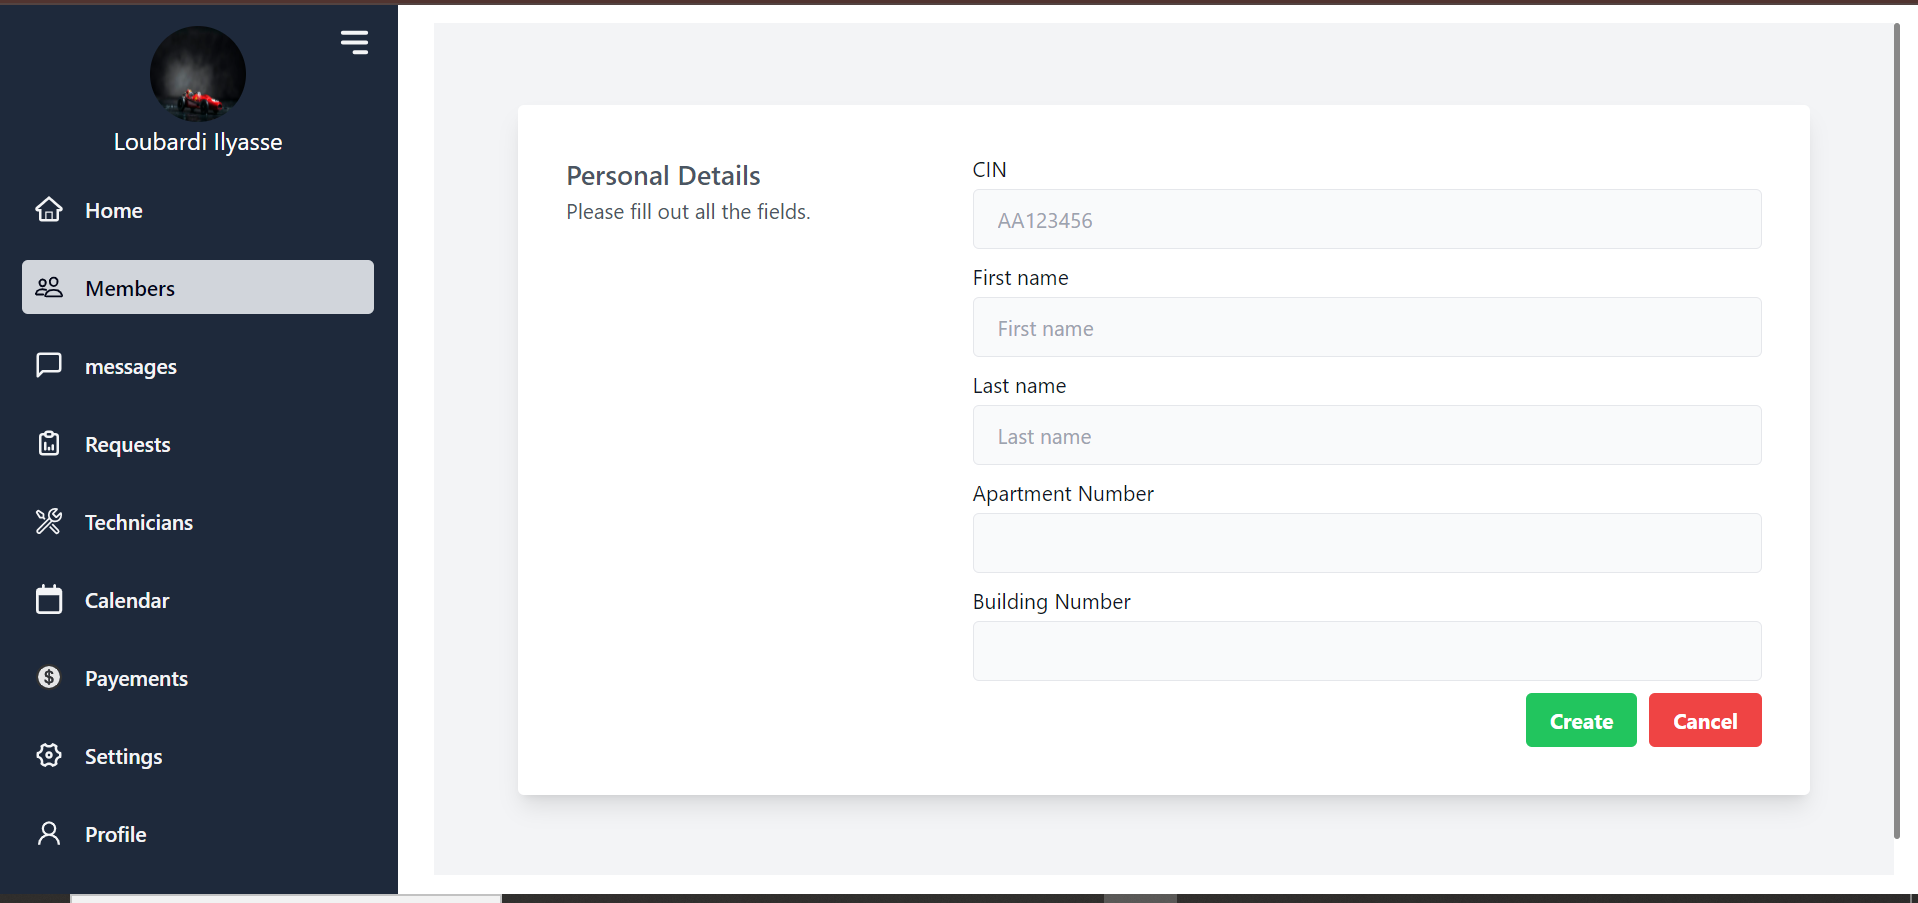 Loubardi Ilyasse
Home
Members
messages
Requests
Technicians
Calendar
Payements
Settings
Profile
Personal Details
Please fill out all the fields.
CIN
AA123456
First name
First name
Last name
Last name
Apartment Number
Building Number
Create
Cancel